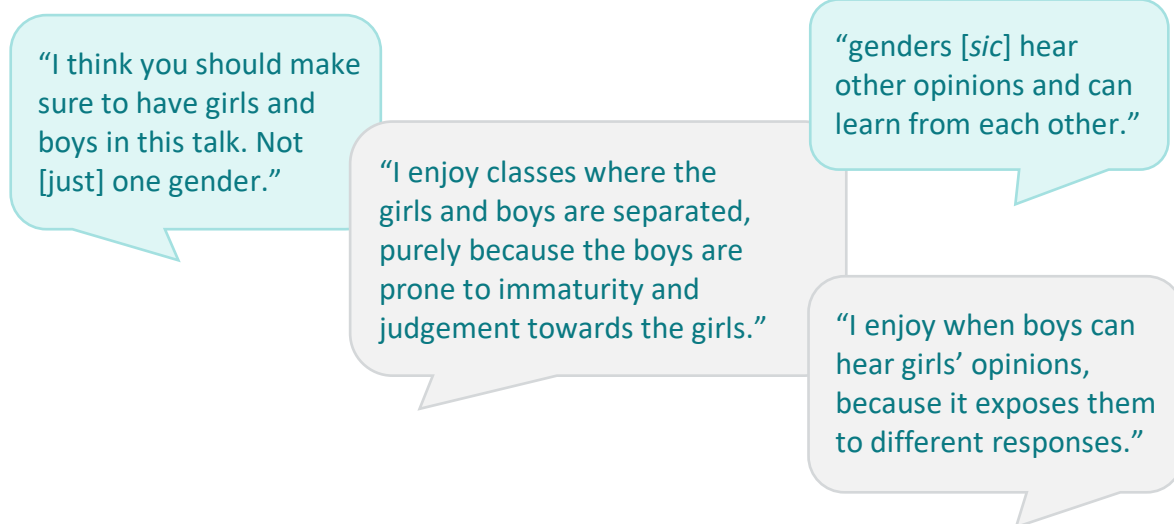 “I think you should make
sure to have girls and
boys in this talk. Not
[just] one gender.”
“genders [sic] hear
other opinions and can
learn from each other.”
“I enjoy classes where the
girls and boys are separated,
purely because the boys are
prone to immaturity and
judgement towards the girls.”
“I enjoy when boys can
hear girls’ opinions,
because it exposes them
to different responses.”